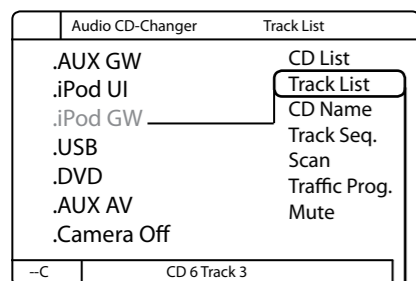 Audio CD-Changer Track List
.AUX GW
.iPod UI
.iPod GW
.USB
.DVD
.AUX AV
.Camera Off
CD List
Track List
CD Name
Track Seq.
Scan
Traffic Prog.
Mute
--C CD 6 Track 3